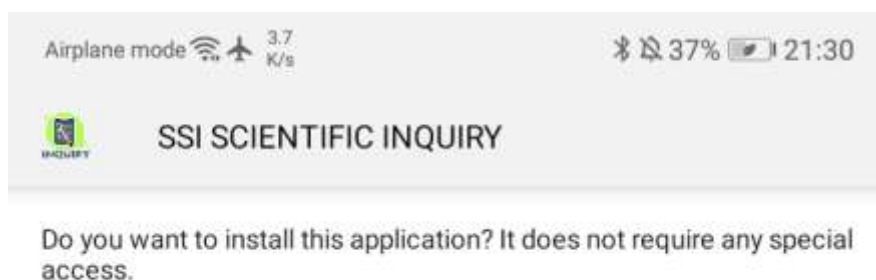 Airplane mode 3.7 K/s 37% 21:30
INQUIRY
SSI SCIENTIFIC INQUIRY
Do you want to install this application? It does not require any special
access.